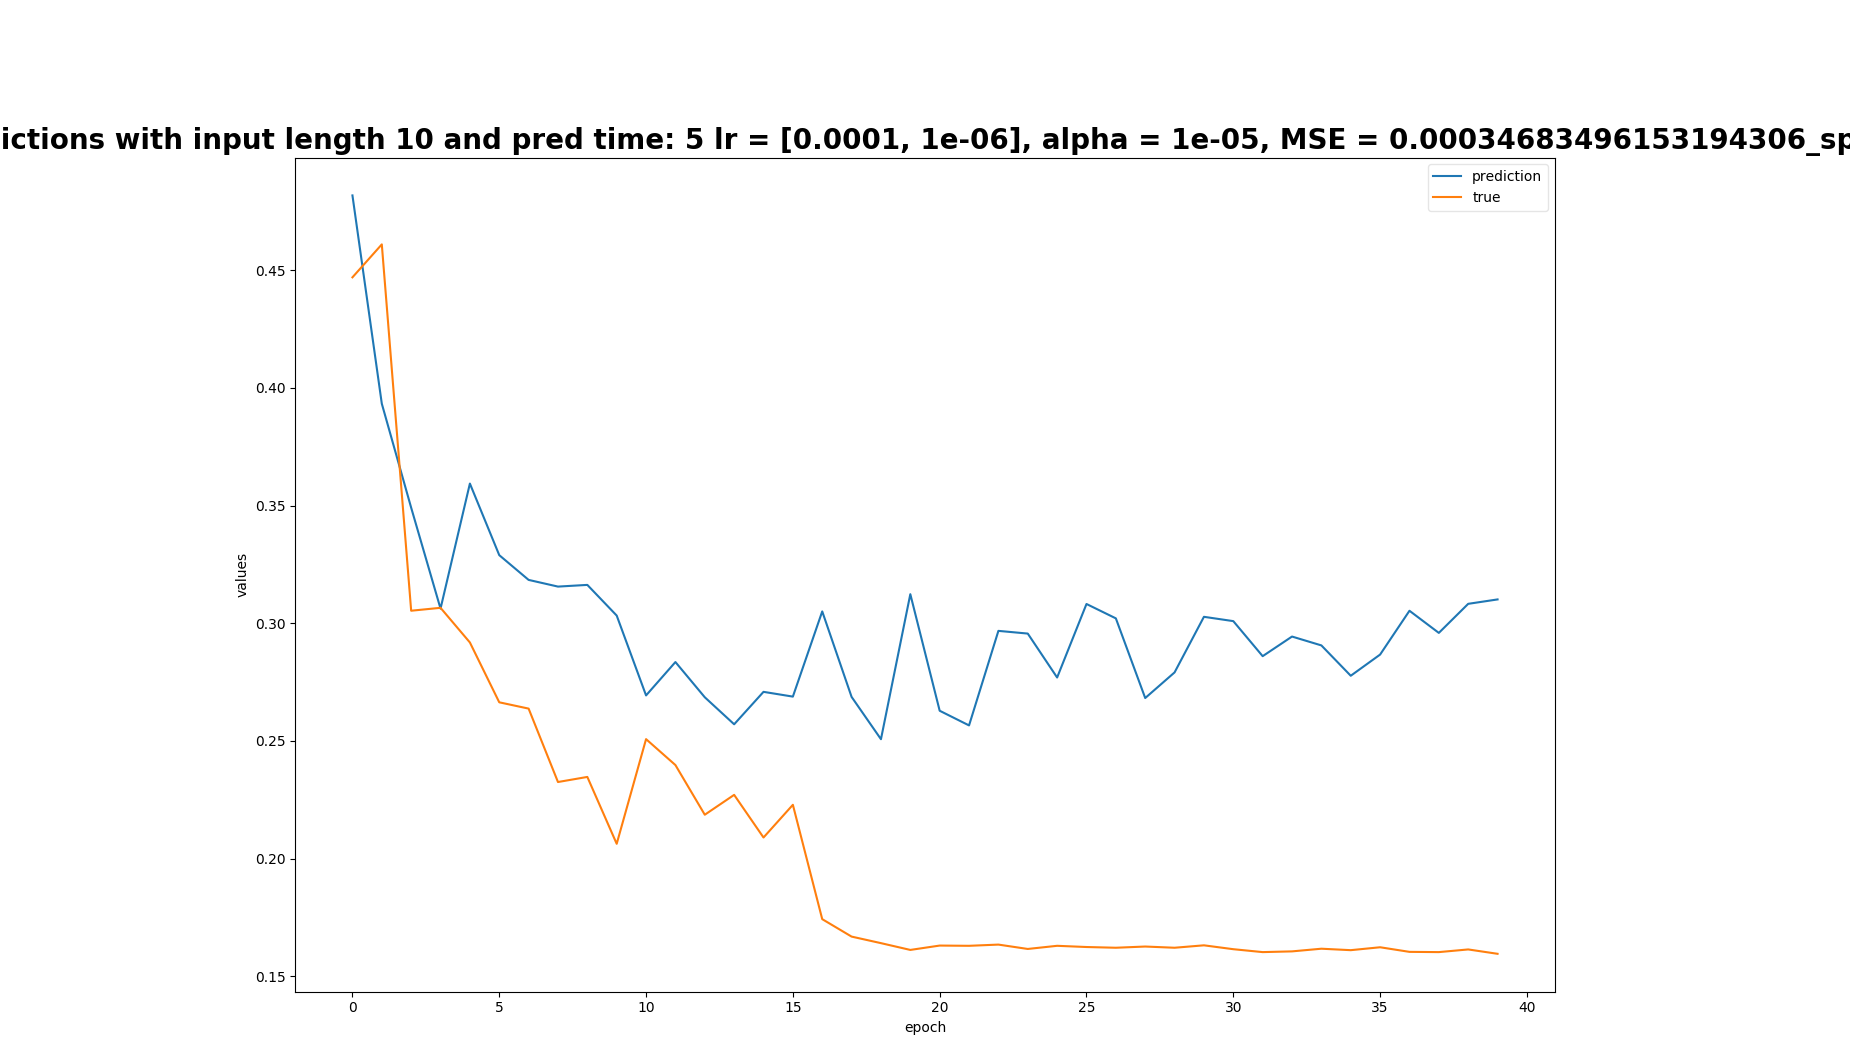 ictions with input length 10 and pred time: 5 lr = [0.0001, 1e-06], alpha = 1e-05, MSE = 0.00034683496153194306_sp
prediction
true
0.45
0.40
0.35
0.30
0.25
0.20
0.15
values
0 5 10 15 20 25 30 35 40
epoch